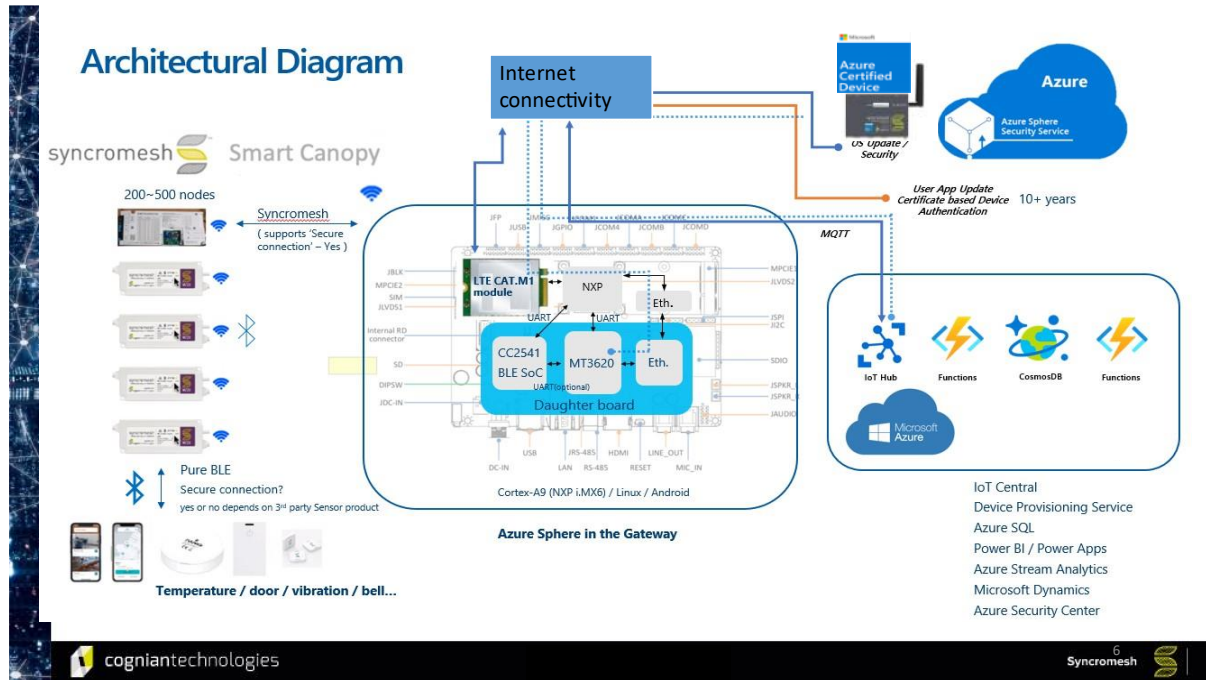 Architectural Diagram
Internet
connectivity
Microsoft
Azure
Certified
Device
Azure
Azure Sphere
Security Service
OS Update /
Security
User App Update
Certificate based Device
Authentication
10+ years
MQTT
syncromesh
Smart Canopy
200~500 nodes
Syncromesh
( supports 'Secure
connection' – Yes )
JFP
JUSB
JGPIO
JCOM4
JCOMA
JCOMB
JCOMC
JCOMD
JBLK
MPCIE2
SIM
JLVDS1
Internal RD
connector
SD
DIPSW
JDC-IN
LTE CAT.M1
module
NXP
Eth.
UART
UART
CC2541
BLE SoC
MT3620
Eth.
UART(optional)
Daughter board
MPCIE1
JLVDS2
JSPI
JI2C
SDIO
JSPKR_
JSPKR_
JAUDIO
DC-IN
USB
LAN
JRS-485
RS-485
HDMI
RESET
LINE_OUT
MIC_IN
Cortex-A9 (NXP i.MX6) / Linux / Android
Azure Sphere in the Gateway
IoT Hub
Functions
CosmosDB
Functions
Microsoft
Azure
IoT Central
Device Provisioning Service
Azure SQL
Power BI / Power Apps
Azure Stream Analytics
Microsoft Dynamics
Azure Security Center
Pure BLE
Secure connection?
yes or no depends on 3rd party Sensor product
Temperature / door / vibration / bell...
cogniantechnologies
6
Syncromesh